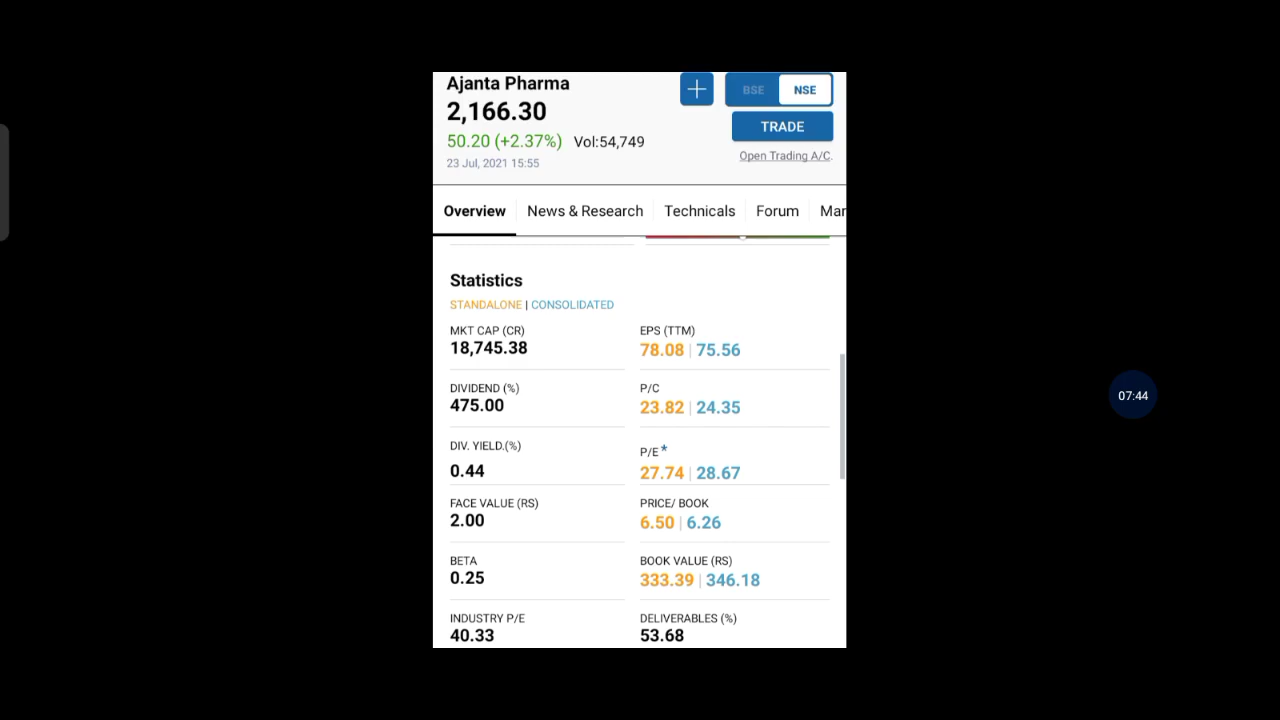 Ajanta Pharma
2,166.30
50.20 (+2.37%) Vol:54,749
23 Jul, 2021 15:55
BSE NSE
TRADE
Open Trading A/C.
Overview News & Research Technicals Forum Mar
Statistics
STANDALONE | CONSOLIDATED
MKT CAP (CR)
18,745.38
EPS (TTM)
78.08 | 75.56
DIVIDEND (%)
475.00
P/C
23.82 | 24.35
DIV. YIELD.(%)
0.44
P/E *
27.74 | 28.67
FACE VALUE (RS)
2.00
PRICE/ BOOK
6.50 | 6.26
BETA
0.25
BOOK VALUE (RS)
333.39 | 346.18
INDUSTRY P/E
40.33
DELIVERABLES (%)
53.68
07:44